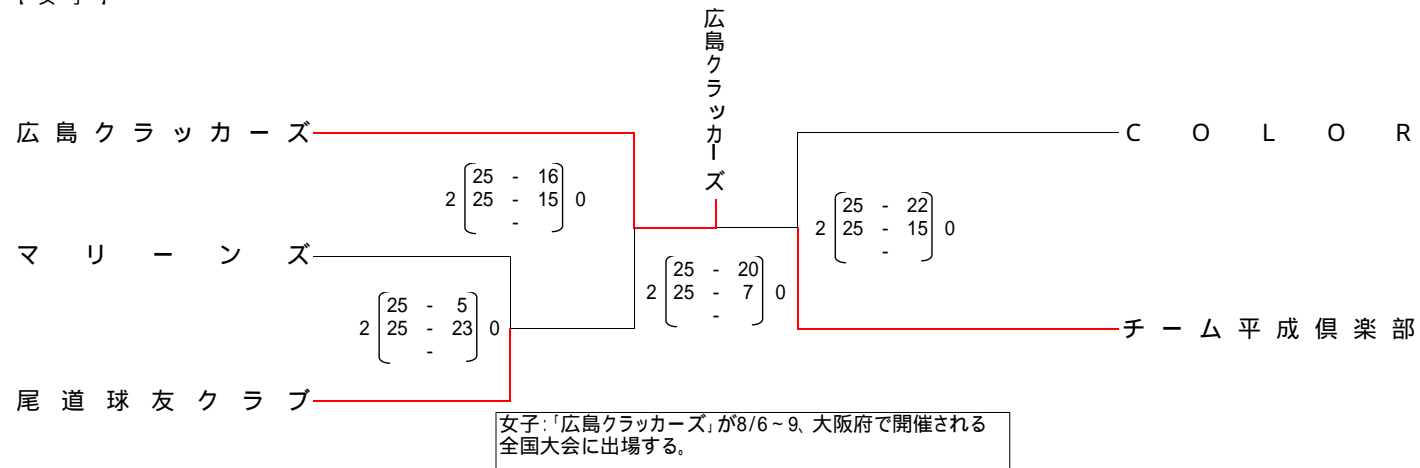 広島クラッカーズ
広島クラッカーズ
COLOR
25 - 16
2 25 - 15 0
-
25 - 22
2 25 - 15 0
-
マリーンズ
25 - 20
2 25 - 7 0
-
25 - 5
2 25 - 23 0
-
チーム平成倶楽部
尾道球友クラブ
女子:「広島クラッカーズ」が8/6~9、大阪府で開催される
全国大会に出場する。